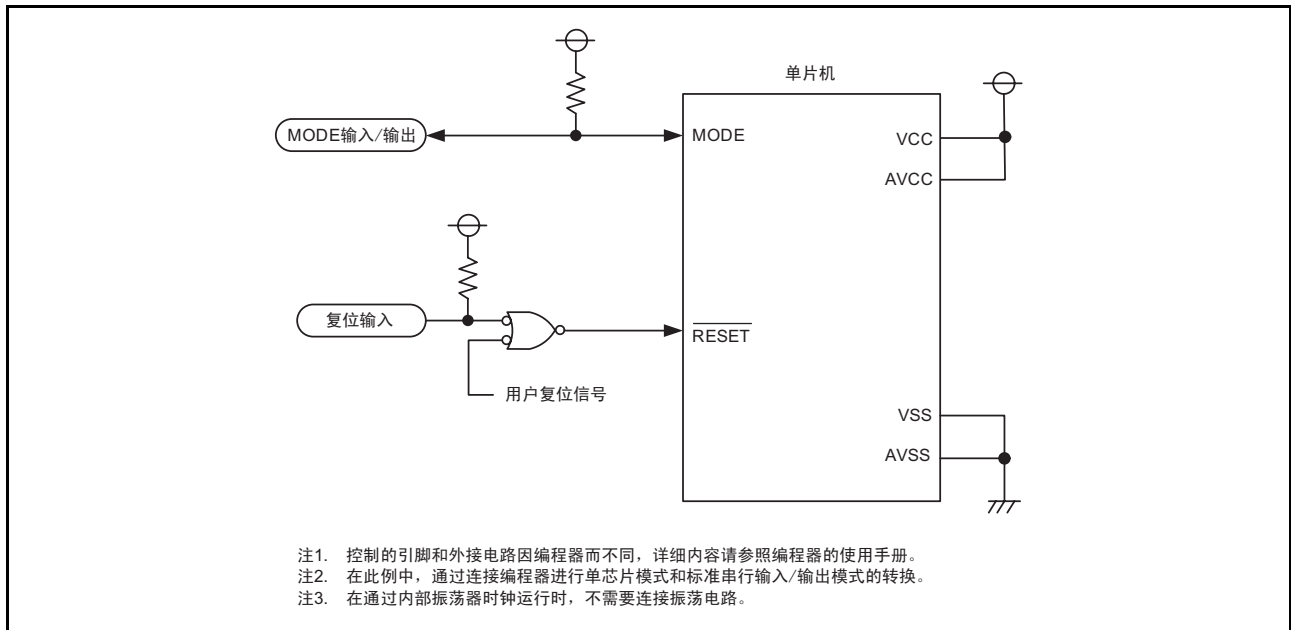 单片机
MODE输入/输出
MODE
VCC
AVCC
复位输入
RESET
用户复位信号
VSS
AVSS
注1. 控制的引脚和外接电路因编程器而不同，详细内容请参照编程器的使用手册。
注2. 在此例中，通过连接编程器进行单芯片模式和标准串行输入/输出模式的转换。
注3. 在通过内部振荡器时钟运行时，不需要连接振荡电路。